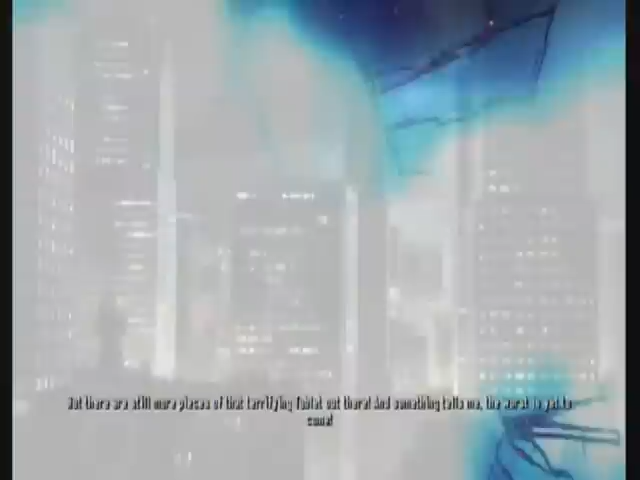 But there are still more pieces of that terrifying Tablet out there! And something tells me, the worst is yet to
come!